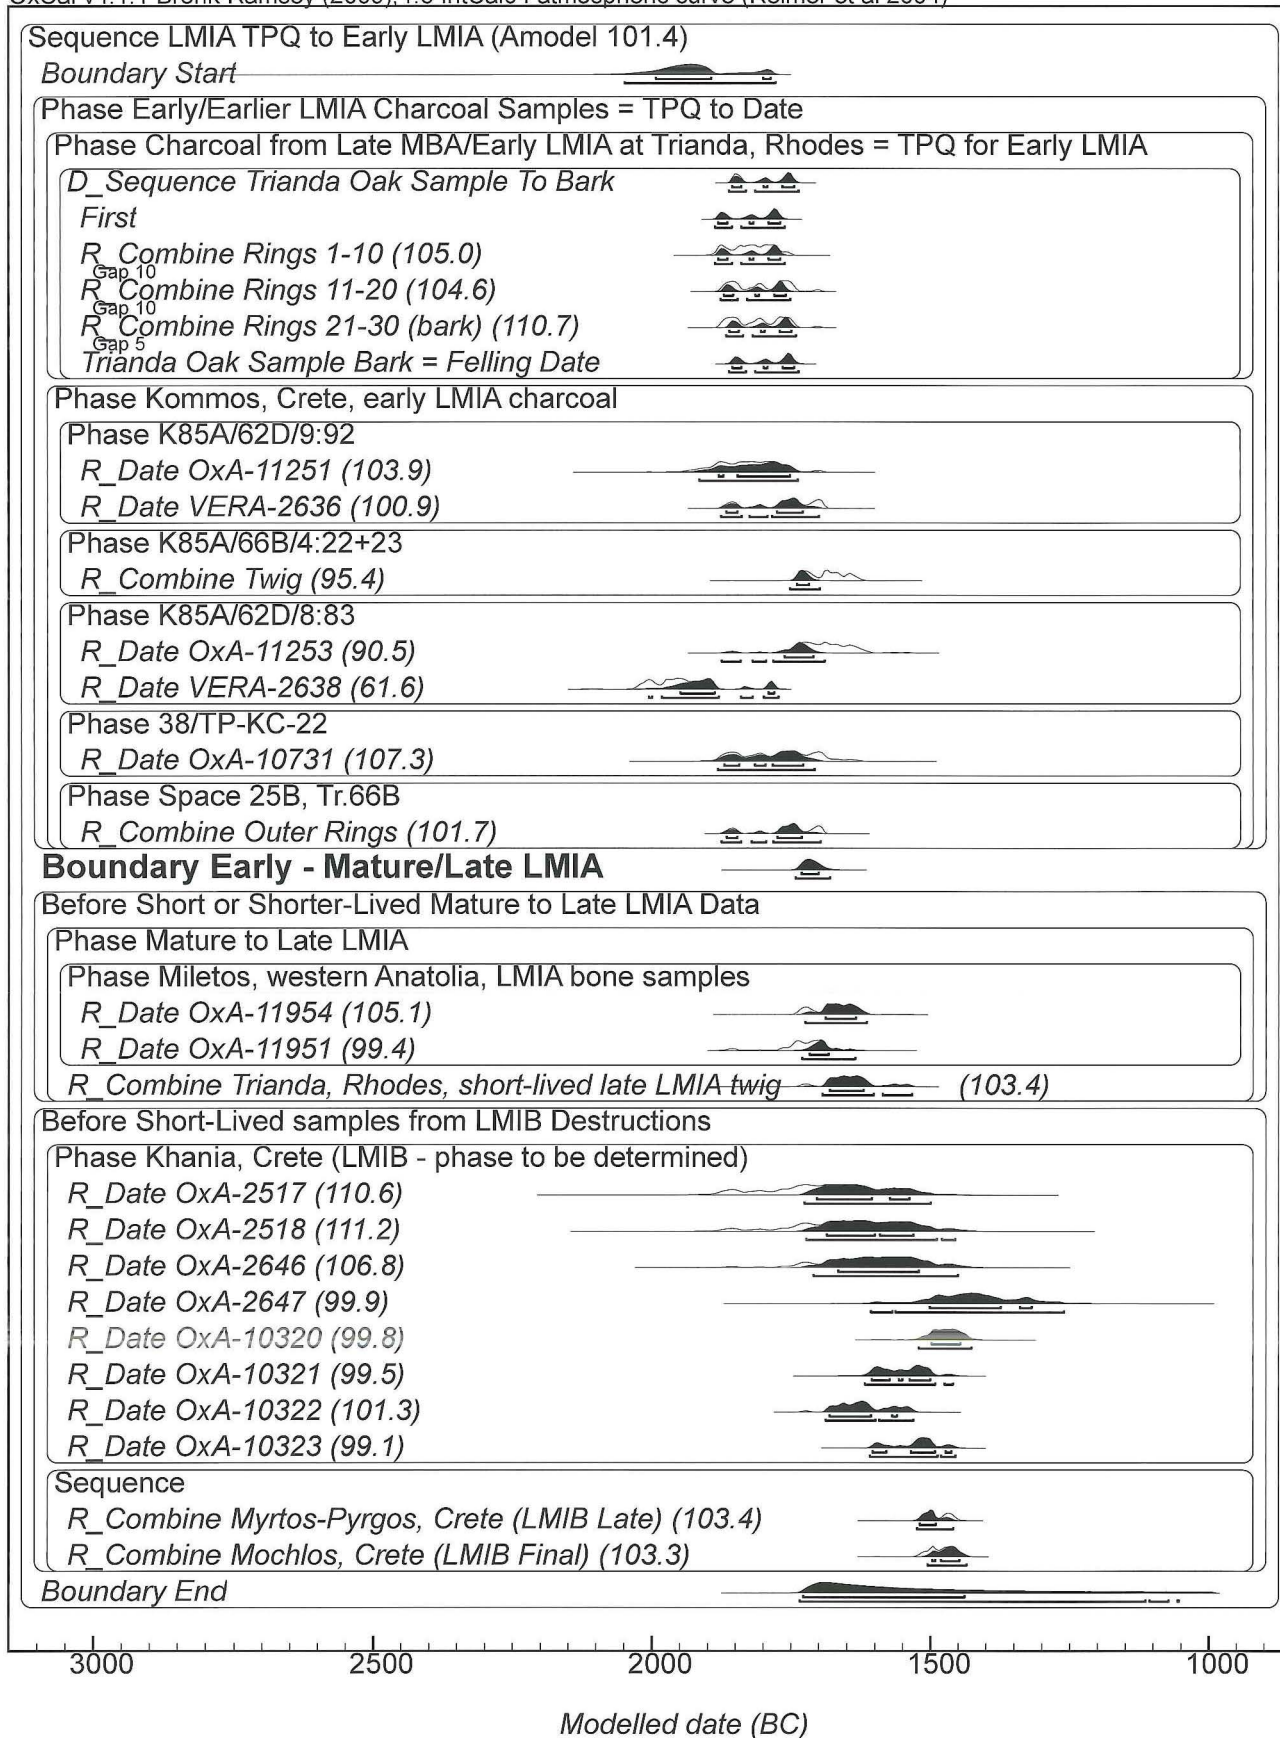 OxCal v4.1.1 Bronk Ramsey (2009);
Sequence LMIA TPQ to Early LMIA (Amodel 101.4)
Boundary Start
Phase Early/Earlier LMIA Charcoal Samples = TPQ to Date
Phase Charcoal from Late MBA/Early LMIA at Trianda, Rhodes = TPQ for Early LMIA
D_Sequence Trianda Oak Sample To Bark
First
R_Combine Rings 1-10 (105.0)
Gap 10
R_Combine Rings 11-20 (104.6)
Gap 10
R_Combine Rings 21-30 (bark) (110.7)
Gap 5
Trianda Oak Sample Bark = Felling Date
Phase Kommos, Crete, early LMIA charcoal
Phase K85A/62D/9:92
R_Date OxA-11251 (103.9)
R_Date VERA-2636 (100.9)
Phase K85A/66B/4:22+23
R_Combine Twig (95.4)
Phase K85A/62D/8:83
R_Date OxA-11253 (90.5)
R_Date VERA-2638 (61.6)
Phase 38/TP-KC-22
R_Date OxA-10731 (107.3)
Phase Space 25B, Tr.66B
R_Combine Outer Rings (101.7)
Boundary Early - Mature/Late LMIA
Before Short or Shorter-Lived Mature to Late LMIA Data
Phase Mature to Late LMIA
Phase Miletos, western Anatolia, LMIA bone samples
R_Date OxA-11954 (105.1)
R_Date OxA-11951 (99.4)
R_Combine Trianda, Rhodes, short-lived late LMIA twig (103.4)
Before Short-Lived samples from LMIB Destructions
Phase Khania, Crete (LMIB - phase to be determined)
R_Date OxA-2517 (110.6)
R_Date OxA-2518 (111.2)
R_Date OxA-2646 (106.8)
R_Date OxA-2647 (99.9)
R_Date OxA-10320 (99.8)
R_Date OxA-10321 (99.5)
R_Date OxA-10322 (101.3)
R_Date OxA-10323 (99.1)
Sequence
R_Combine Myrtos-Pyrgos, Crete (LMIB Late) (103.4)
R_Combine Mochlos, Crete (LMIB Final) (103.3)
Boundary End
3000 2500 2000 1500 1000
Modelled date (BC)